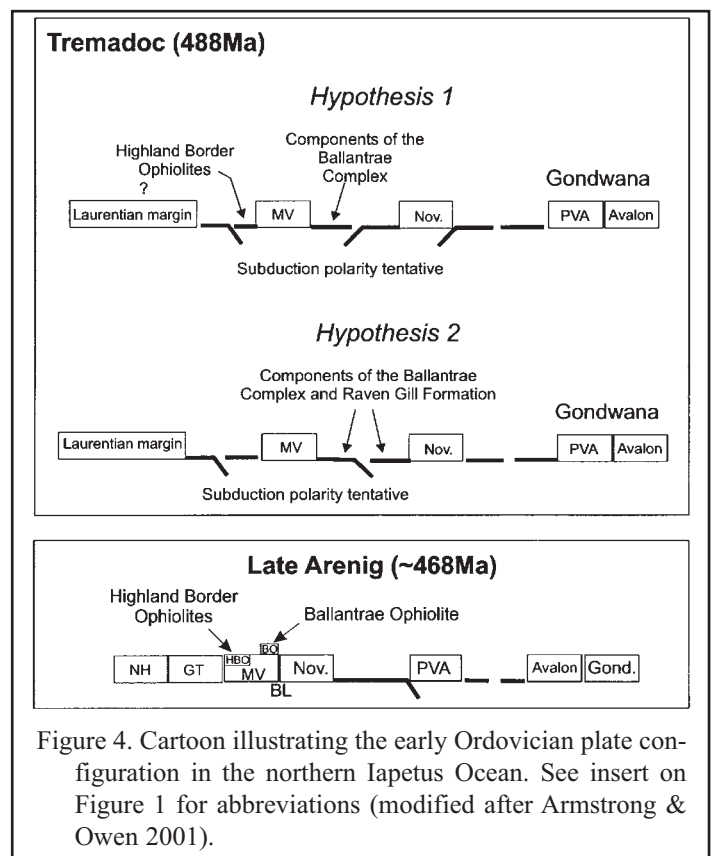 Tremadoc (488Ma)
Hypothesis 1
Highland Border
Ophiolites
?
Components of the
Ballantrae
Complex
Gondwana
Laurentian margin
MV
Nov.
PVA
Avalon
Subduction polarity tentative
Hypothesis 2
Components of the Ballantrae
Complex and Raven Gill Formation
Gondwana
Laurentian margin
MV
Nov.
PVA
Avalon
Subduction polarity tentative
Late Arenig (~468Ma)
Highland Border
Ophiolites
Ballantrae Ophiolite
HBO
BO
NH
GT
MV
Nov.
PVA
Avalon
Gond.
BL
Figure 4. Cartoon illustrating the early Ordovician plate con-
figuration in the northern Iapetus Ocean. See insert on
Figure 1 for abbreviations (modified after Armstrong &
Owen 2001).